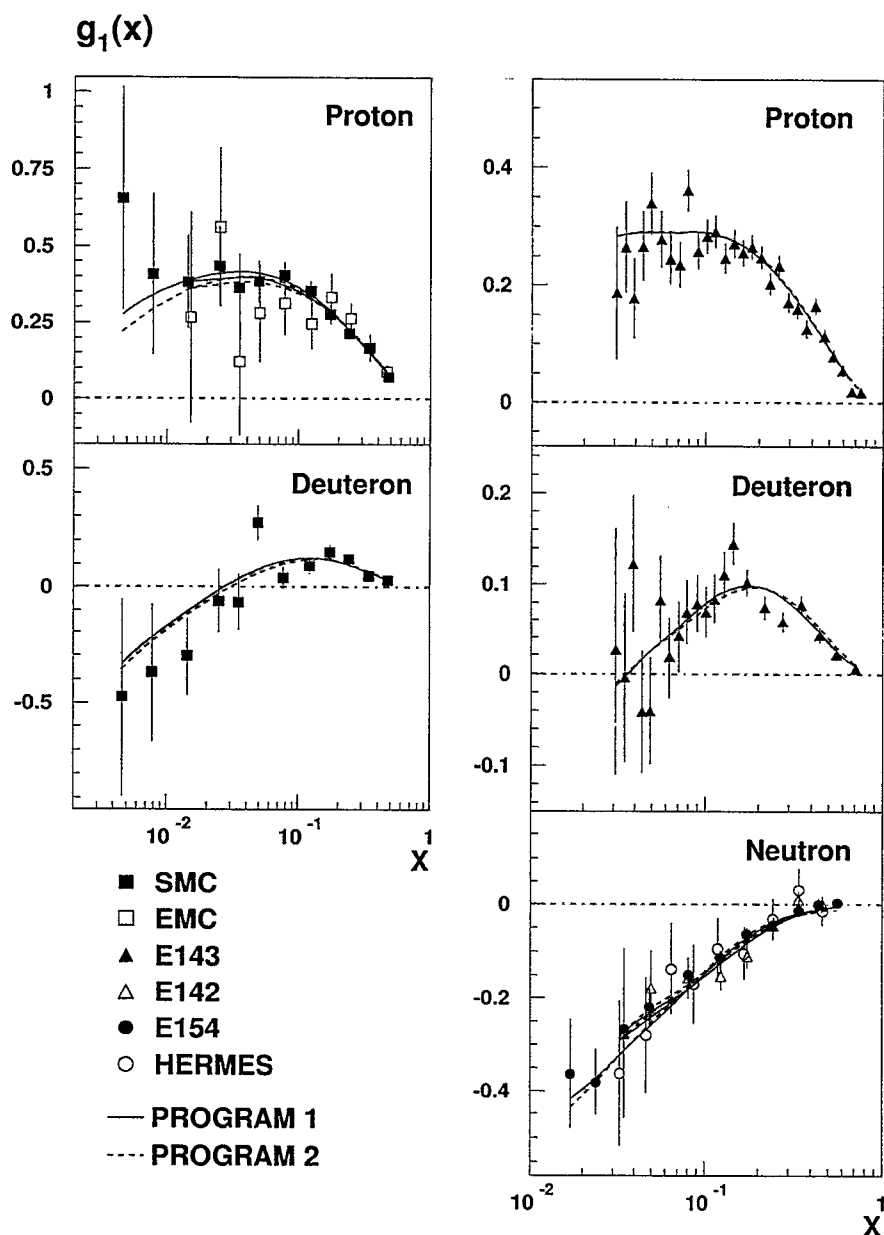 g₁(x)
Proton
1
0.75
0.5
0.25
0
Deuteron
0.5
0
-0.5
10⁻² 10⁻¹ 1
X
Proton
0.4
0.2
0
Deuteron
0.2
0.1
0
-0.1
Neutron
0
-0.2
-0.4
10⁻² 10⁻¹ 1
X
SMC
EMC
E143
E142
E154
HERMES
PROGRAM 1
PROGRAM 2